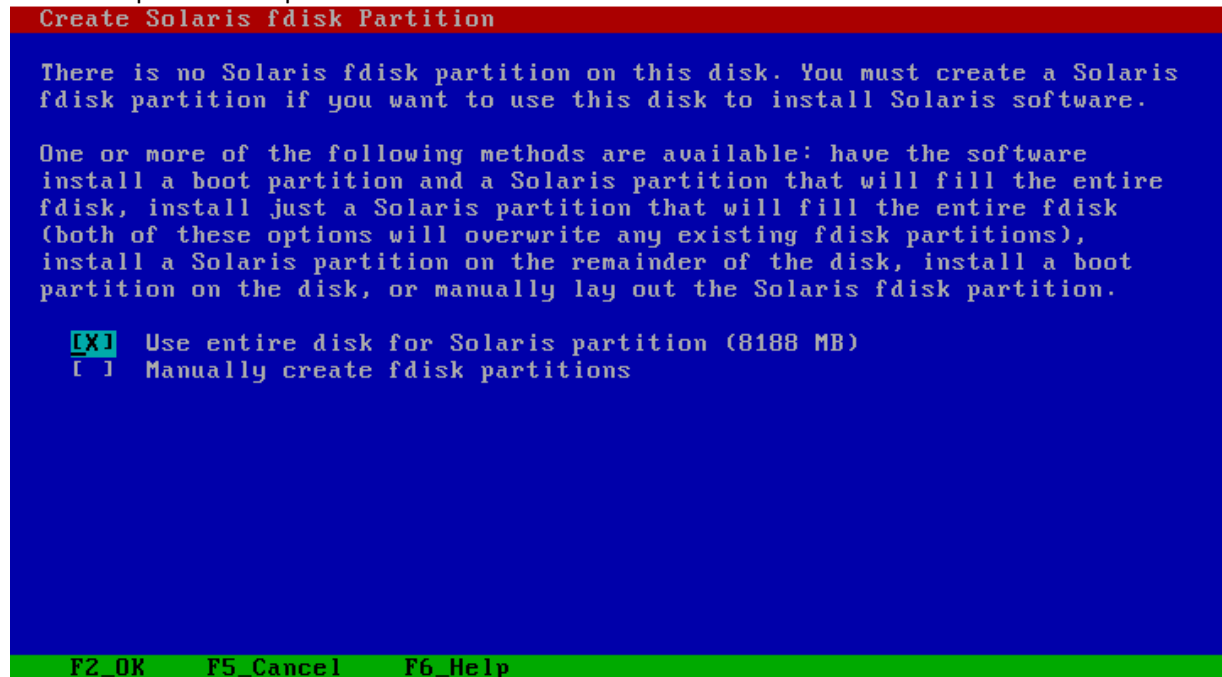 Create Solaris fdisk Partition
There is no Solaris fdisk partition on this disk. You must create a Solaris
fdisk partition if you want to use this disk to install Solaris software.
One or more of the following methods are available: have the software
install a boot partition and a Solaris partition that will fill the entire
fdisk, install just a Solaris partition that will fill the entire fdisk
(both of these options will overwrite any existing fdisk partitions),
install a Solaris partition on the remainder of the disk, install a boot
partition on the disk, or manually lay out the Solaris fdisk partition.
[X] Use entire disk for Solaris partition (8188 MB)
[ ] Manually create fdisk partitions
F2_OK F5_Cancel F6_Help